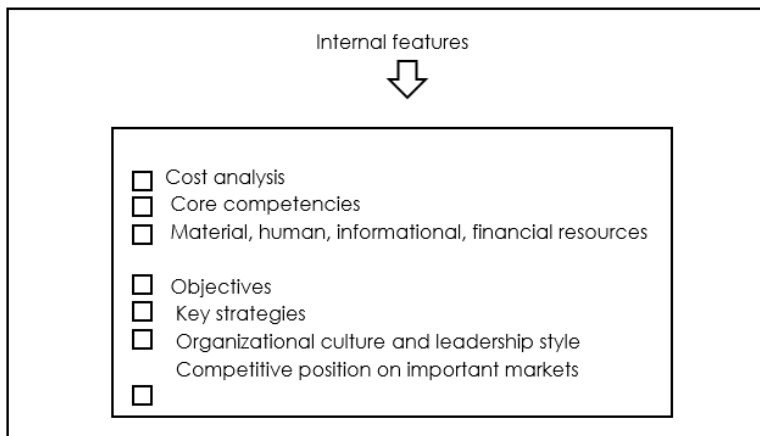 Internal features
Cost analysis
Core competencies
Material, human, informational, financial resources
Objectives
Key strategies
Organizational culture and leadership style
Competitive position on important markets